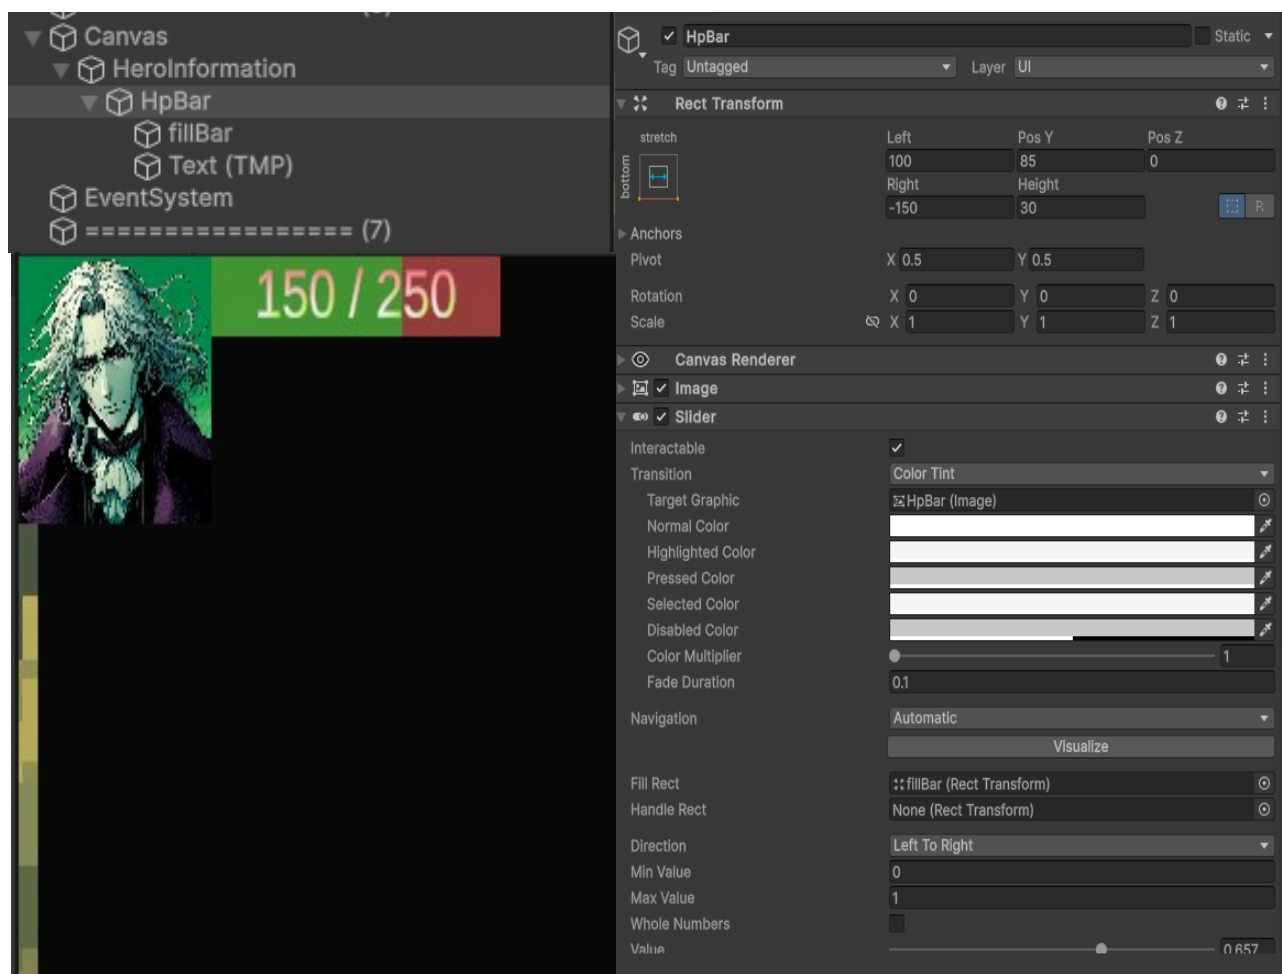 Canvas
HeroInformation
HpBar
fillBar
Text (TMP)
EventSystem
================== (7)
150 / 250
HpBar
Static
Tag Untagged Layer UI
Rect Transform
stretch
bottom
Left Pos Y Pos Z
100 85 0
Right Height
-150 30
R
Anchors
Pivot X 0.5 Y 0.5
Rotation X 0 Y 0 Z 0
Scale X 1 Y 1 Z 1
Canvas Renderer
Image
Slider
Interactable
Transition Color Tint
Target Graphic HpBar (Image)
Normal Color
Highlighted Color
Pressed Color
Selected Color
Disabled Color
Color Multiplier 1
Fade Duration 0.1
Navigation Automatic
Visualize
Fill Rect fillBar (Rect Transform)
Handle Rect None (Rect Transform)
Direction Left To Right
Min Value 0
Max Value 1
Whole Numbers
Value 0.657